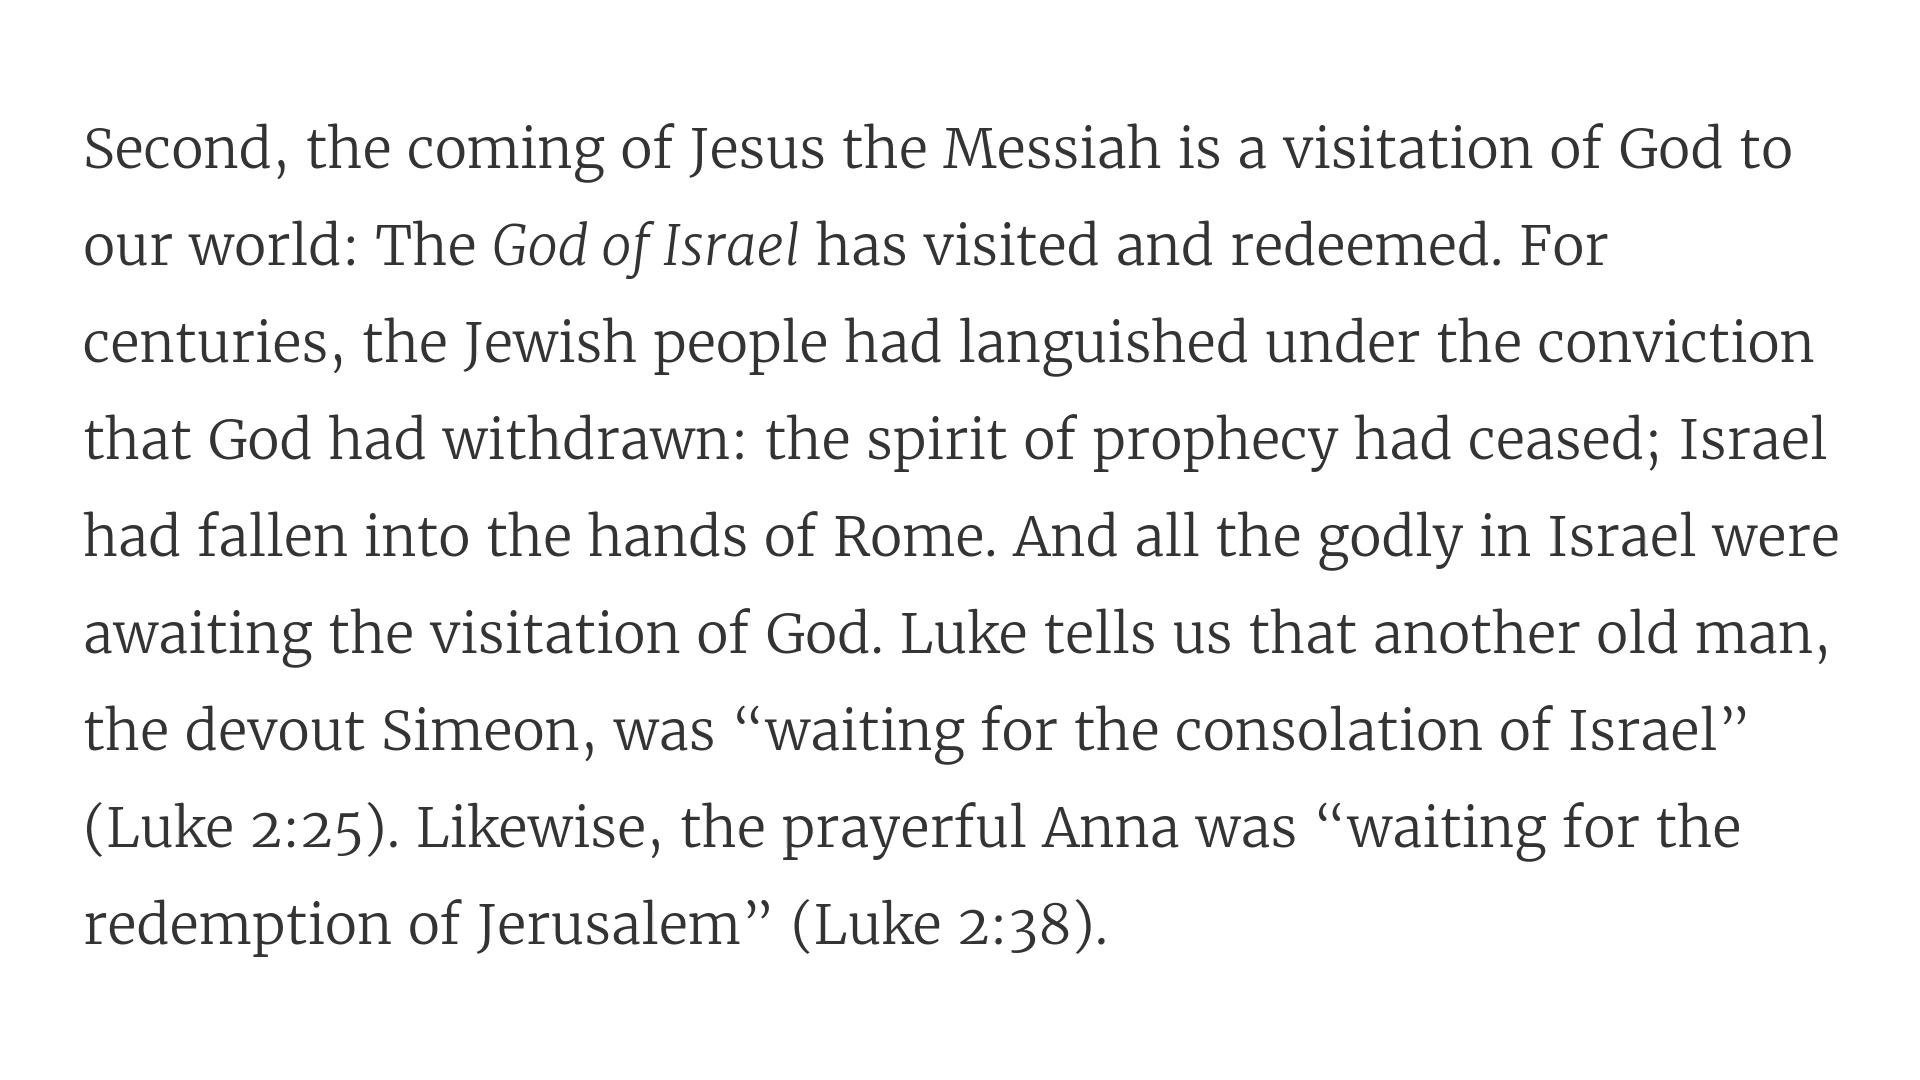 Second, the coming of Jesus the Messiah is a visitation of God to
our world: The God of Israel has visited and redeemed. For
centuries, the Jewish people had languished under the conviction
that God had withdrawn: the spirit of prophecy had ceased; Israel
had fallen into the hands of Rome. And all the godly in Israel were
awaiting the visitation of God. Luke tells us that another old man,
the devout Simeon, was “waiting for the consolation of Israel”
(Luke 2:25). Likewise, the prayerful Anna was “waiting for the
redemption of Jerusalem” (Luke 2:38).